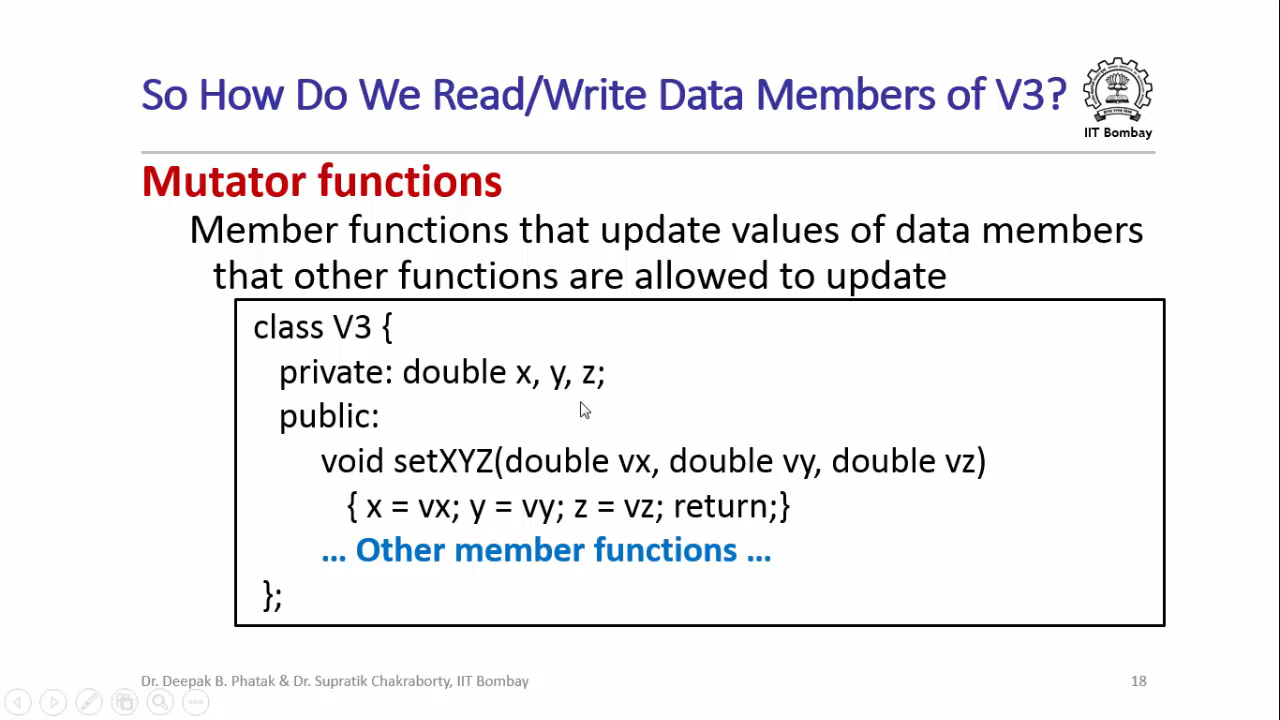 So How Do We Read/Write Data Members of V3?
IIT Bombay
Mutator functions
Member functions that update values of data members
that other functions are allowed to update
class V3 {
private: double x, y, z;
public:
void setXYZ(double vx, double vy, double vz)
{ x = vx; y = vy; z = vz; return;}
... Other member functions ...
};
Dr. Deepak B. Phatak & Dr. Supratik Chakraborty, IIT Bombay
18